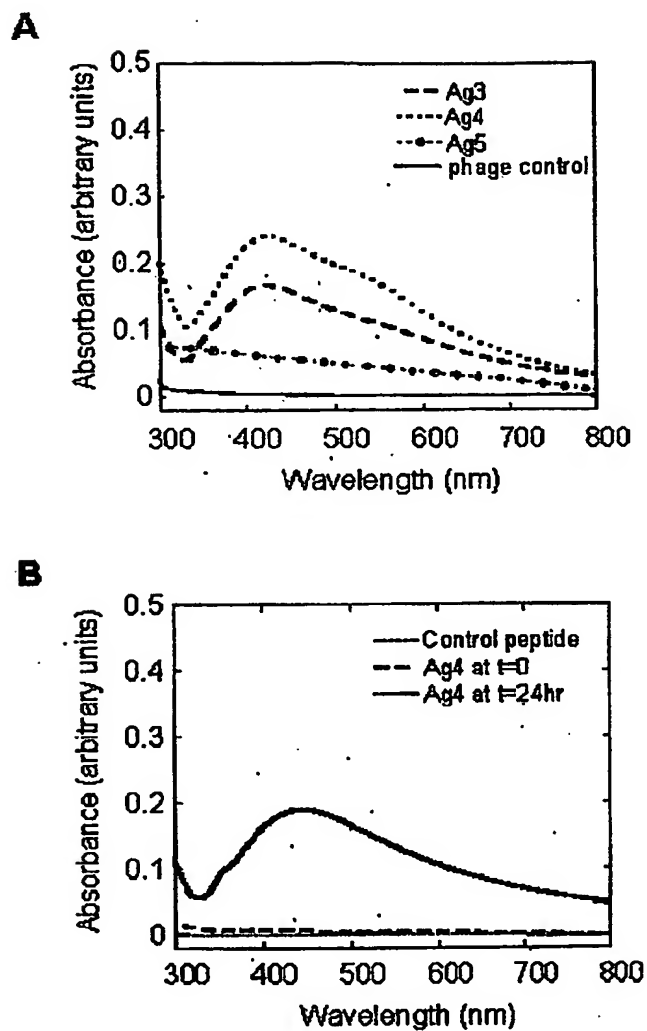 A
0.5
0.4
0.3
0.2
0.1
0
Absorbance (arbitrary units)
Ag3
Ag4
Ag5
phage control
300 400 500 600 700 800
Wavelength (nm)
B
0.5
0.4
0.3
0.2
0.1
0
Absorbance (arbitrary units)
Control peptide
Ag4 at t=0
Ag4 at t=24hr
300 400 500 600 700 800
Wavelength (nm)